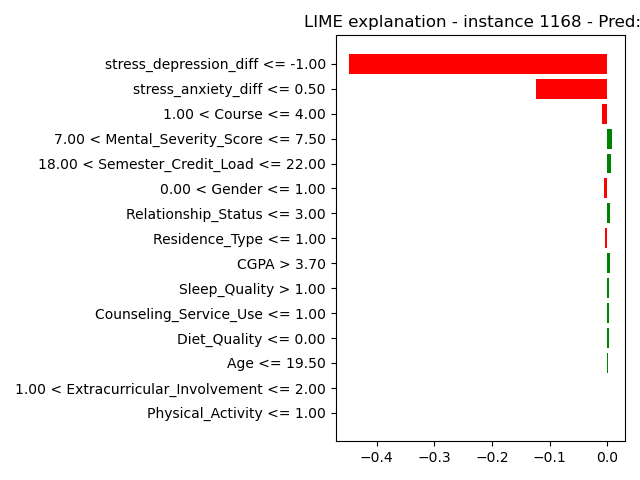 LIME explanation - instance 1168 - Pred:
stress_depression_diff <= -1.00
stress_anxiety_diff <= 0.50
1.00 < Course <= 4.00
7.00 < Mental_Severity_Score <= 7.50
18.00 < Semester_Credit_Load <= 22.00
0.00 < Gender <= 1.00
Relationship_Status <= 3.00
Residence_Type <= 1.00
CGPA > 3.70
Sleep_Quality > 1.00
Counseling_Service_Use <= 1.00
Diet_Quality <= 0.00
Age <= 19.50
1.00 < Extracurricular_Involvement <= 2.00
Physical_Activity <= 1.00
−0.4 −0.3 −0.2 −0.1 0.0